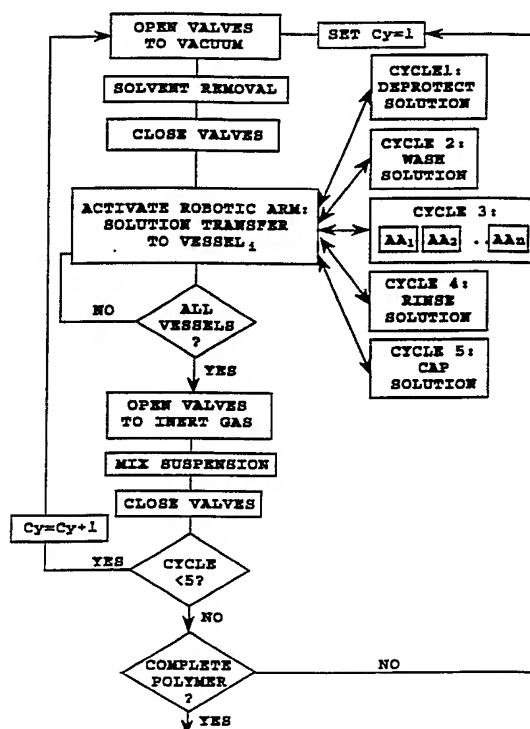 OPEN VALVES
TO VACUUM
SET Cy=1
SOLVENT REMOVAL
CLOSE VALVES
CYCLE1:
DEPROTECT
SOLUTION
CYCLE 2:
WASH
SOLUTION
ACTIVATE ROBOTIC ARM:
SOLUTION TRANSFER
TO VESSELi
CYCLE 3:
AA1 AA2 .. AAn
CYCLE 4:
RINSE
SOLUTION
CYCLE 5:
CAP
SOLUTION
NO
ALL
VESSELS
?
YES
OPEN VALVES
TO INERT GAS
MIX SUSPENSION
CLOSE VALVES
Cy=Cy+1
YES
CYCLE
<5?
NO
COMPLETE
POLYMER
?
NO
YES